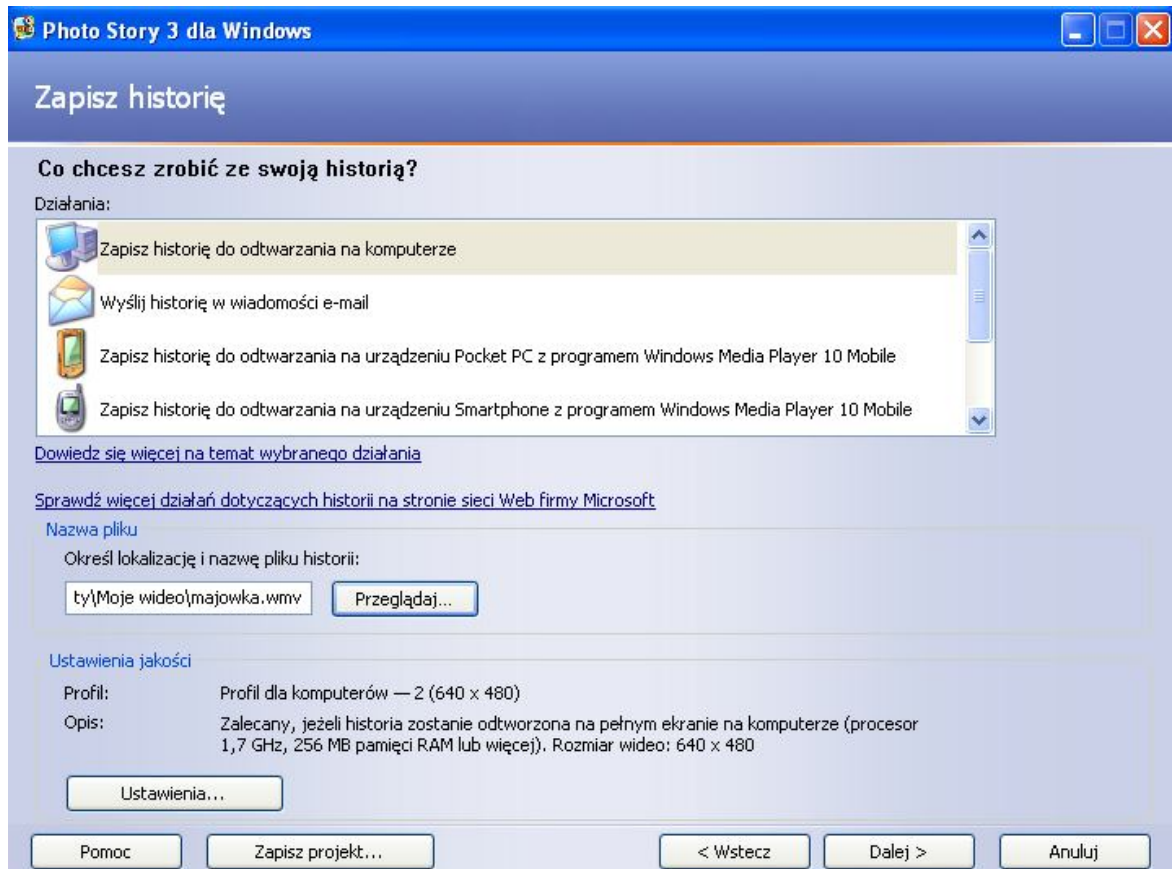 Photo Story 3 dla Windows
Zapisz historię
Co chcesz zrobić ze swoją historią?
Działania:
Zapisz historię do odtwarzania na komputerze
Wyślij historię w wiadomości e-mail
Zapisz historię do odtwarzania na urządzeniu Pocket PC z programem Windows Media Player 10 Mobile
Zapisz historię do odtwarzania na urządzeniu Smartphone z programem Windows Media Player 10 Mobile
Dowiedz się więcej na temat wybranego działania
Sprawdź więcej działań dotyczących historii na stronie sieci Web firmy Microsoft
Nazwa pliku
Określ lokalizację i nazwę pliku historii:
ty\Moje wideo\majowka.wmv Przeglądaj...
Ustawienia jakości
Profil: Profil dla komputerów — 2 (640 x 480)
Opis: Zalecany, jeżeli historia zostanie odtworzona na pełnym ekranie na komputerze (procesor
1,7 GHz, 256 MB pamięci RAM lub więcej). Rozmiar wideo: 640 x 480
Ustawienia...
Pomoc Zapisz projekt... < Wstecz Dalej > Anuluj